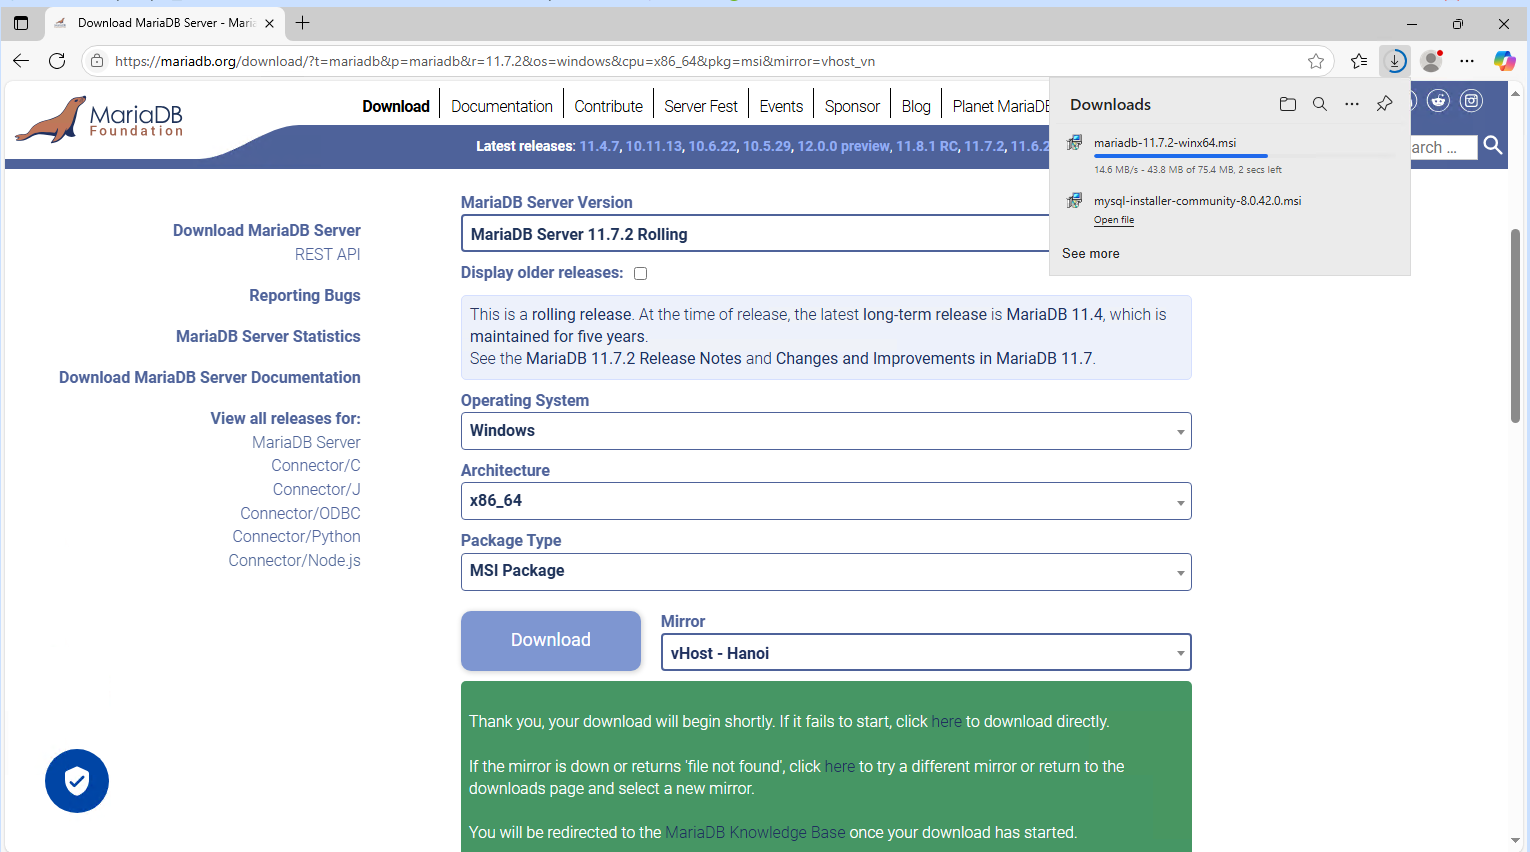 Download MariaDB Server - Maria
https://mariadb.org/download/?t=mariadb&p=mariadb&r=11.7.2&os=windows&cpu=x86_64&pkg=msi&mirror=vhost_vn
MariaDB
Foundation
Download
Documentation
Contribute
Server Fest
Events
Sponsor
Blog
Planet MariaDB
Latest releases: 11.4.7, 10.11.13, 10.6.22, 10.5.29, 12.0.0 preview, 11.8.1 RC, 11.7.2, 11.6.2
arch ...
Downloads
mariadb-11.7.2-winx64.msi
14.6 MB/s - 43.8 MB of 75.4 MB, 2 secs left
mysql-installer-community-8.0.42.0.msi
Open file
See more
Download MariaDB Server
REST API
Reporting Bugs
MariaDB Server Statistics
Download MariaDB Server Documentation
View all releases for:
MariaDB Server
Connector/C
Connector/J
Connector/ODBC
Connector/Python
Connector/Node.js
MariaDB Server Version
MariaDB Server 11.7.2 Rolling
Display older releases:
This is a rolling release. At the time of release, the latest long-term release is MariaDB 11.4, which is
maintained for five years.
See the MariaDB 11.7.2 Release Notes and Changes and Improvements in MariaDB 11.7.
Operating System
Windows
Architecture
x86_64
Package Type
MSI Package
Download
Mirror
vHost - Hanoi
Thank you, your download will begin shortly. If it fails to start, click here to download directly.
If the mirror is down or returns 'file not found', click here to try a different mirror or return to the
downloads page and select a new mirror.
You will be redirected to the MariaDB Knowledge Base once your download has started.